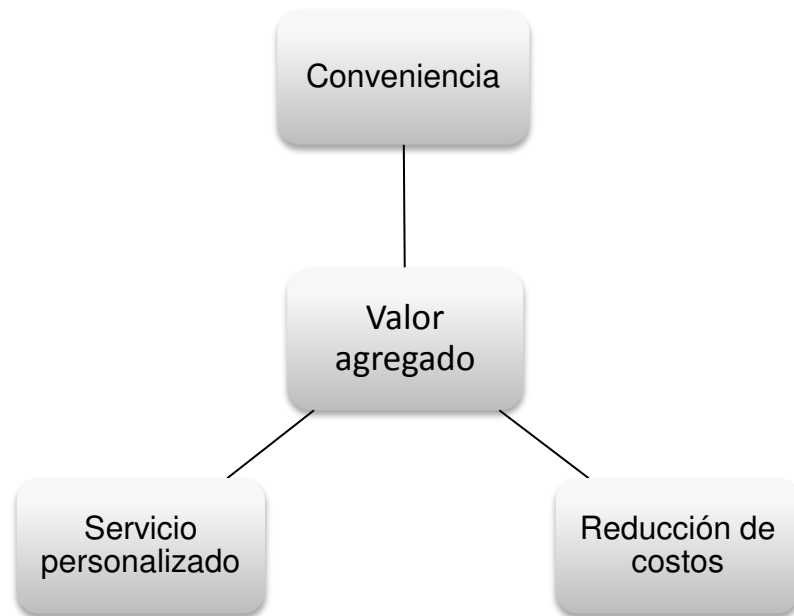 Conveniencia
Valor
agregado
Servicio
personalizado
Reducción de
costos